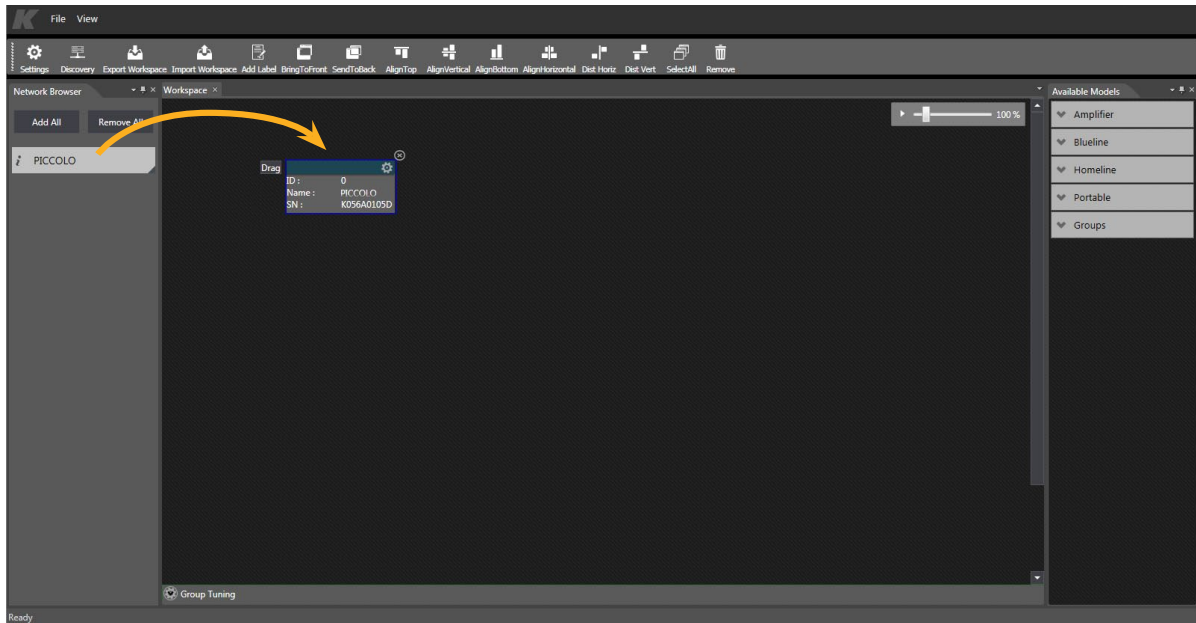 File View
Settings Discovery Export Workspace Import Workspace Add Label BringToFront SendToBack AlignTop AlignVertical AlignBottom AlignHorizontal Dist Horiz Dist Vert SelectAll Remove
Network Browser
Workspace
Available Models
Add All Remove All
100 %
Amplifier
Blueline
Homeline
Portable
Groups
i PICCOLO
Drag
ID : 0
Name : PICCOLO
SN : K056A0105D
Group Tuning
Ready